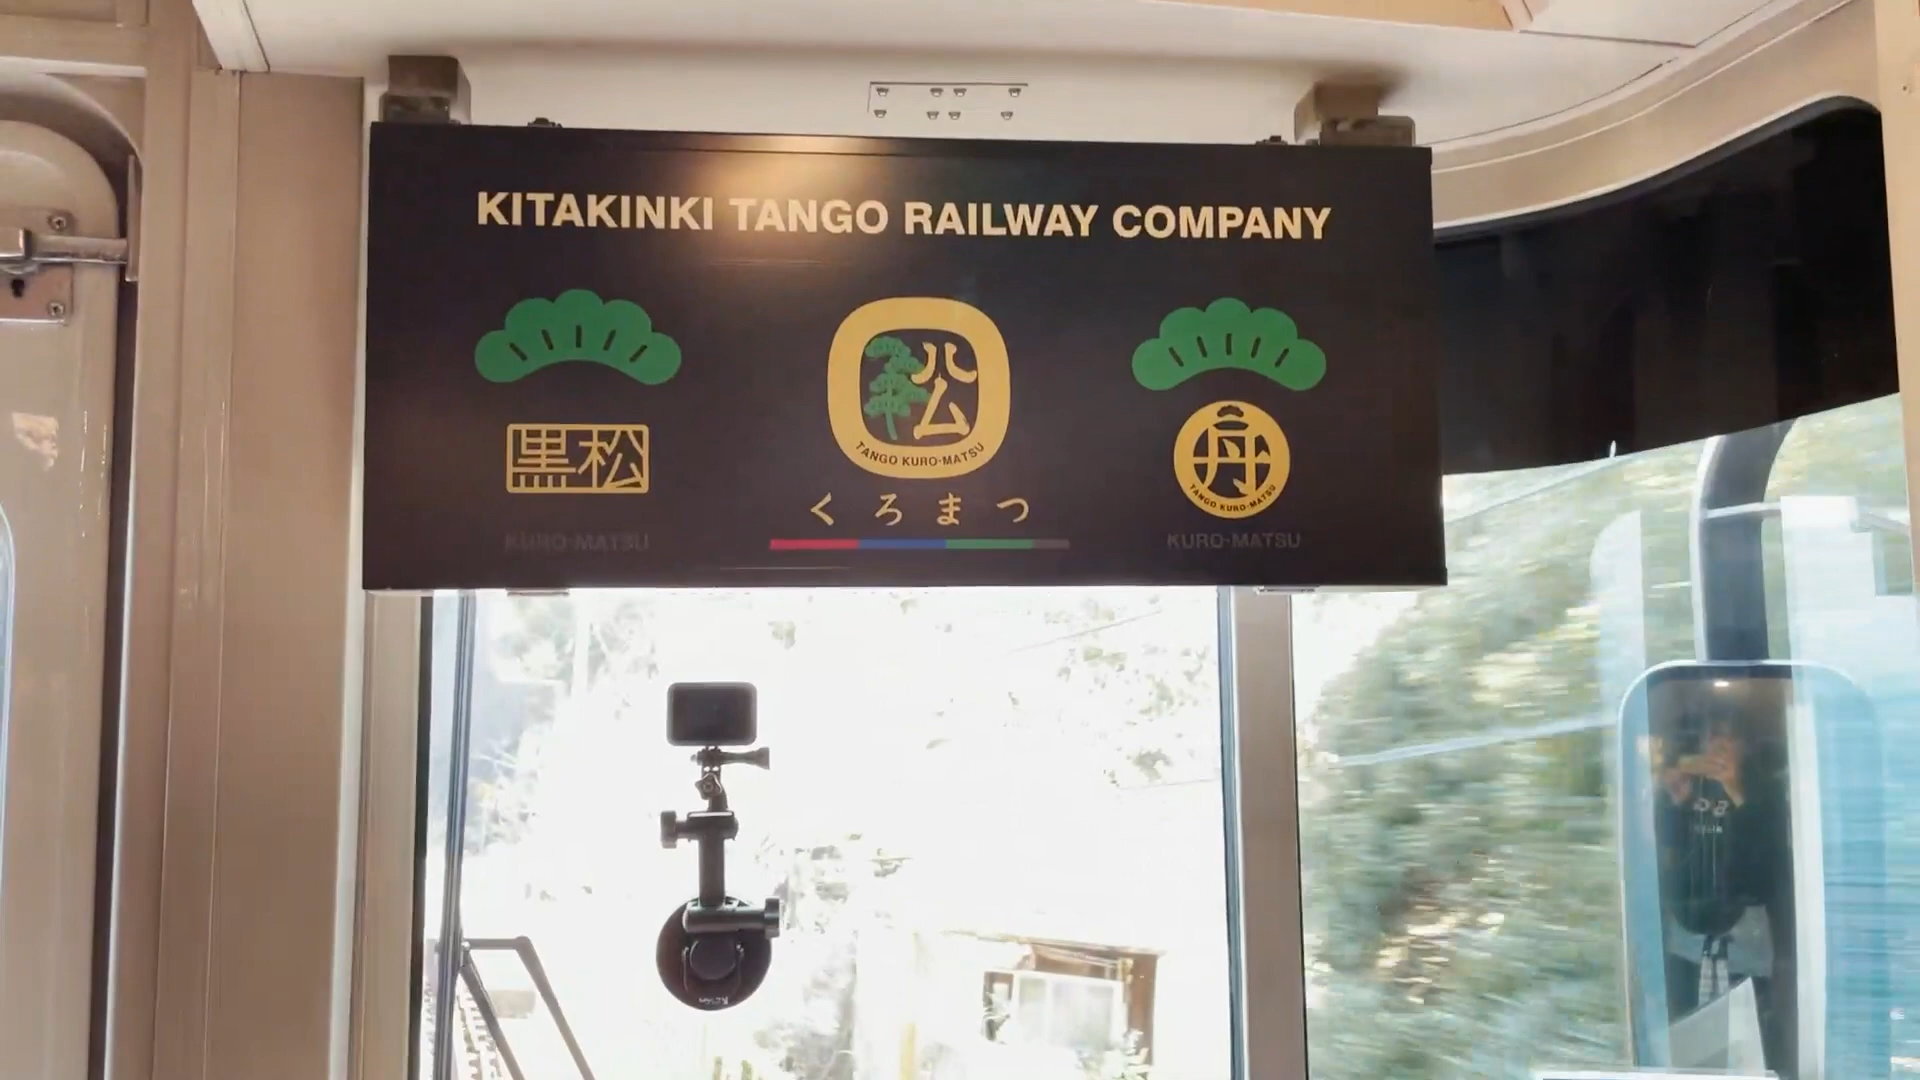 KITAKINKI TANGO RAILWAY COMPANY
黒松
KURO-MATSU
松
TANGO KURO-MATSU
くろまつ
丹
TANGO KURO-MATSU
KURO-MATSU